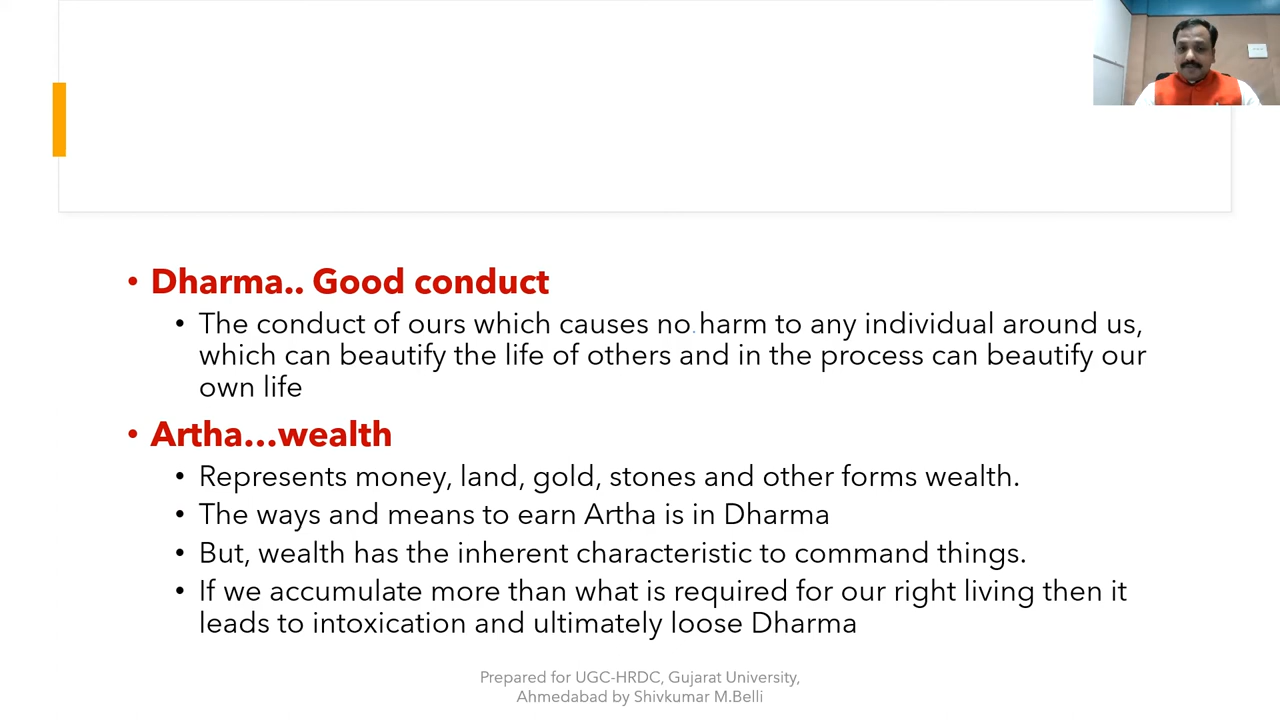 • Dharma.. Good conduct
• The conduct of ours which causes no harm to any individual around us,
which can beautify the life of others and in the process can beautify our
own life
• Artha...wealth
• Represents money, land, gold, stones and other forms wealth.
• The ways and means to earn Artha is in Dharma
• But, wealth has the inherent characteristic to command things.
• If we accumulate more than what is required for our right living then it
leads to intoxication and ultimately loose Dharma
Prepared for UGC-HRDC, Gujarat University,
Ahmedabad by Shivkumar M.Belli